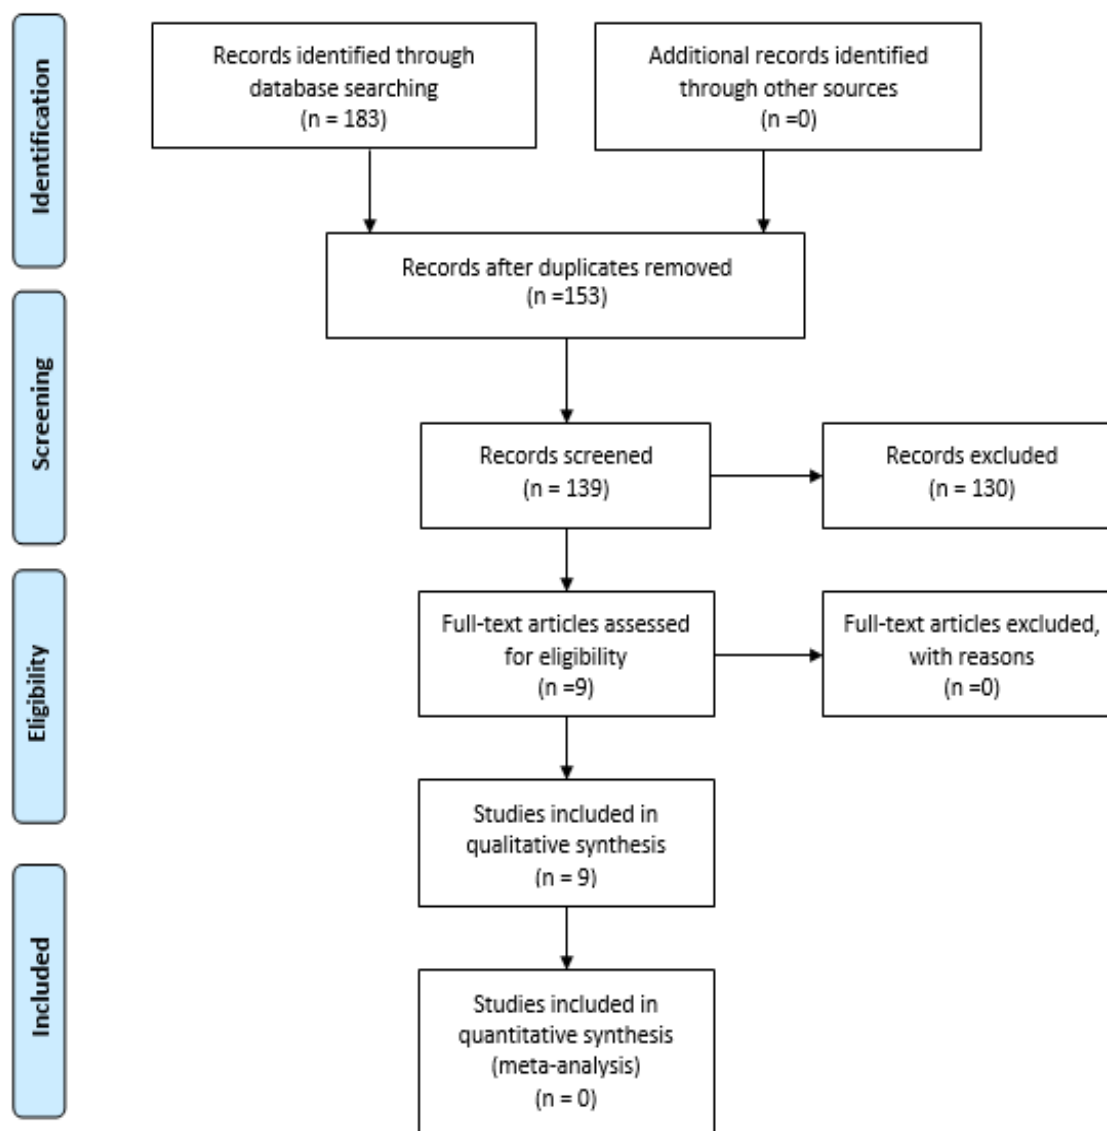 Identification
Records identified through
database searching
(n = 183)
Additional records identified
through other sources
(n =0)
Records after duplicates removed
(n =153)
Screening
Records screened
(n = 139)
Records excluded
(n = 130)
Eligibility
Full-text articles assessed
for eligibility
(n =9)
Full-text articles excluded,
with reasons
(n =0)
Studies included in
qualitative synthesis
(n = 9)
Included
Studies included in
quantitative synthesis
(meta-analysis)
(n = 0)